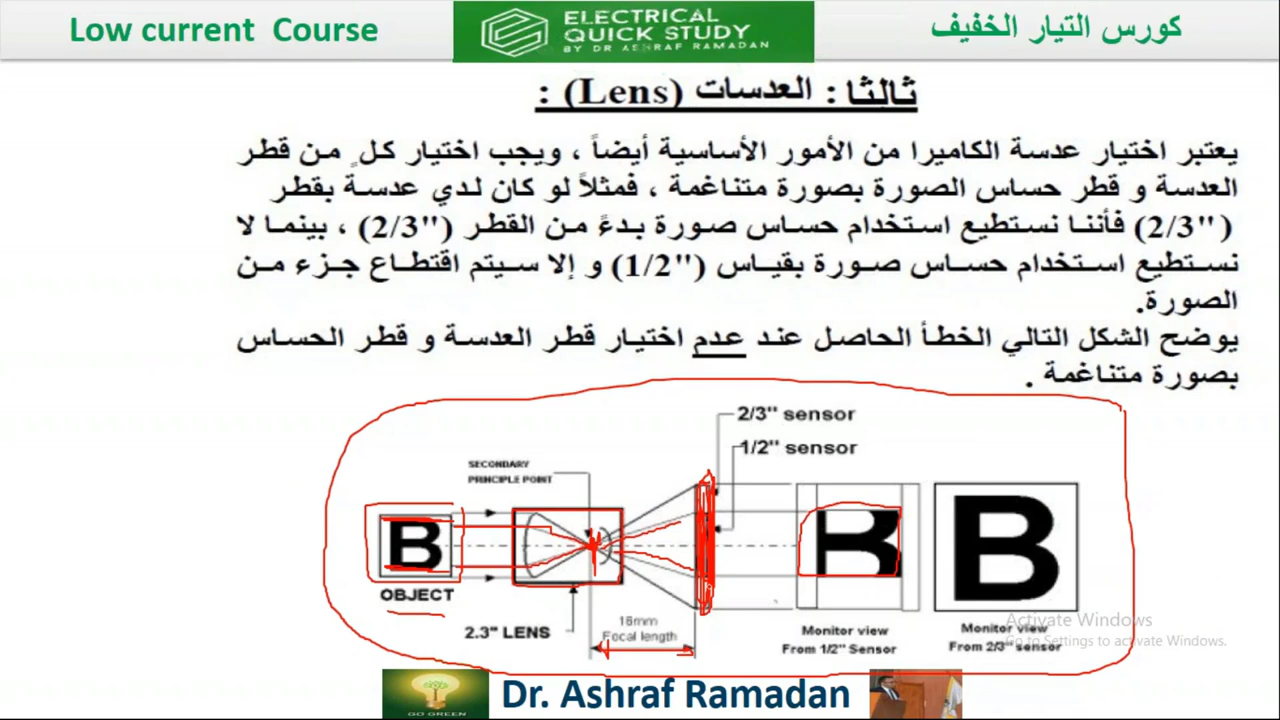 Low current Course
ELECTRICAL
QUICK STUDY
BY DR ASHRAF RAMADAN
كورس التيار الخفيف
ثالثا : العدسات (Lens) :
يعتبر اختيار عدسة الكاميرا من الأمور الأساسية أيضاً ، ويجب اختيار كلٍ من قطر
العدسة و قطر حساس الصورة بصورة متناغمة ، فمثلاً لو كان لدي عدسة بقطر
(2/3") فأننا نستطيع استخدام حساس صورة بدءً من القطر (2/3") ، بينما لا
نستطيع استخدام حساس صورة بقياس (1/2") و إلا سيتم اقتطاع جزء من
الصورة.
يوضح الشكل التالي الخطأ الحاصل عند عدم اختيار قطر العدسة و قطر الحساس
بصورة متناغمة .
2/3" sensor
1/2" sensor
SECONDARY
PRINCIPLE POINT
B
B
B
OBJECT
2.3" LENS
16mm
Focal length
Monitor view
From 1/2" Sensor
Monitor view
From 2/3" sensor
Activate Windows
Go to Settings to activate Windows.
GO GREEN
Dr. Ashraf Ramadan